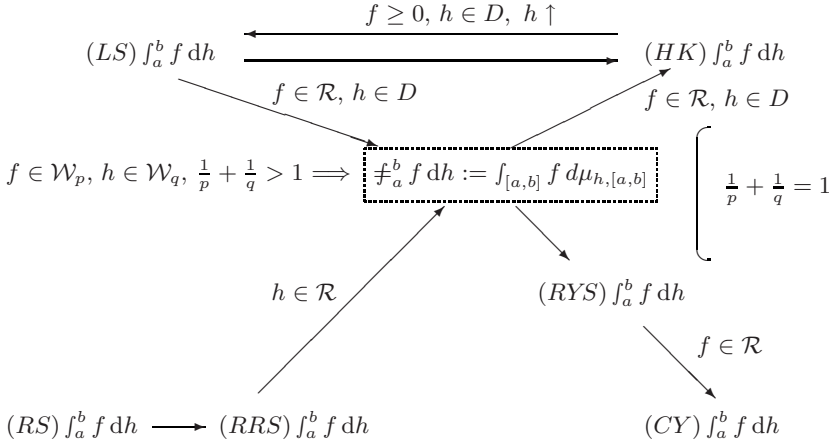 f ≥ 0, h ∈ D, h ↑
(LS) ∫_a^b f dh
(HK) ∫_a^b f dh
f ∈ ℛ, h ∈ D
f ∈ ℛ, h ∈ D
f ∈ 𝒲_p, h ∈ 𝒲_q, 1/p + 1/q > 1 ⟹ ⨎_a^b f dh := ∫_{[a,b]} f dμ_{h,[a,b]}
1/p + 1/q = 1
h ∈ ℛ
(RYS) ∫_a^b f dh
f ∈ ℛ
(RS) ∫_a^b f dh
(RRS) ∫_a^b f dh
(CY) ∫_a^b f dh